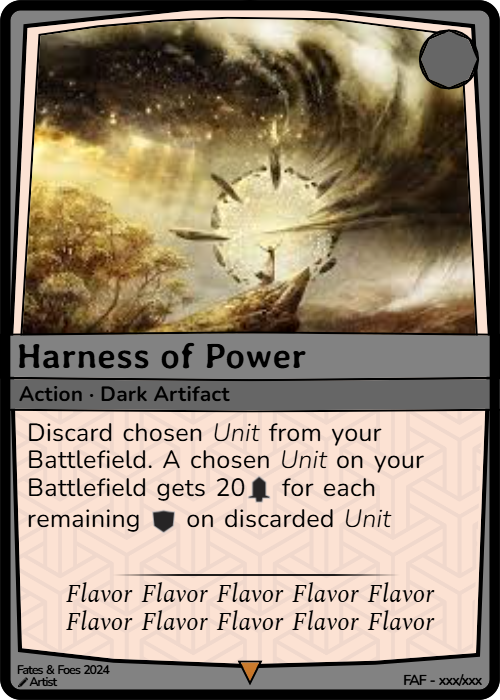 Harness of Power
Action · Dark Artifact
Discard chosen Unit from your
Battlefield. A chosen Unit on your
Battlefield gets 20 for each
remaining on discarded Unit
Flavor Flavor Flavor Flavor Flavor
Flavor Flavor Flavor Flavor Flavor
Fates & Foes 2024
Artist
FAF - xxx/xxx